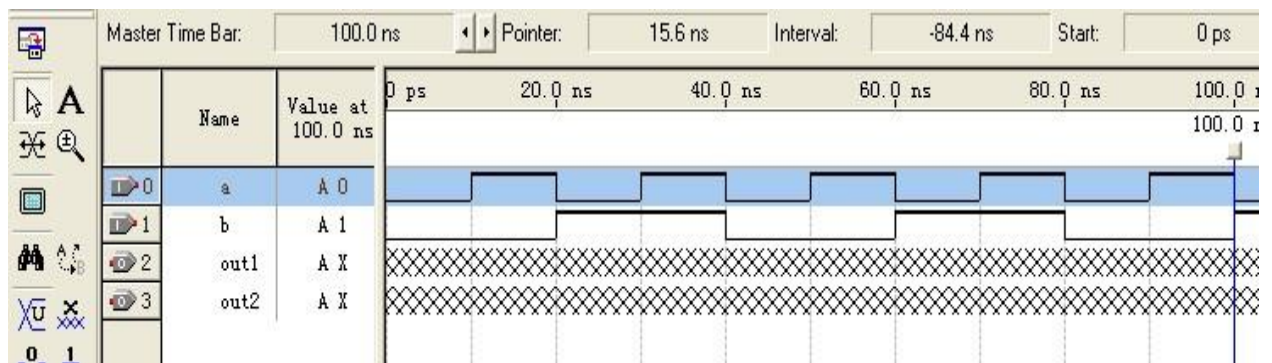 Master Time Bar: 100.0 ns Pointer: 15.6 ns Interval: -84.4 ns Start: 0 ps
Name Value at 100.0 ns
0 ps 20.0 ns 40.0 ns 60.0 ns 80.0 ns 100.0
100.0
A
0 a A 0
1 b A 1
2 out1 A X
3 out2 A X
0 1